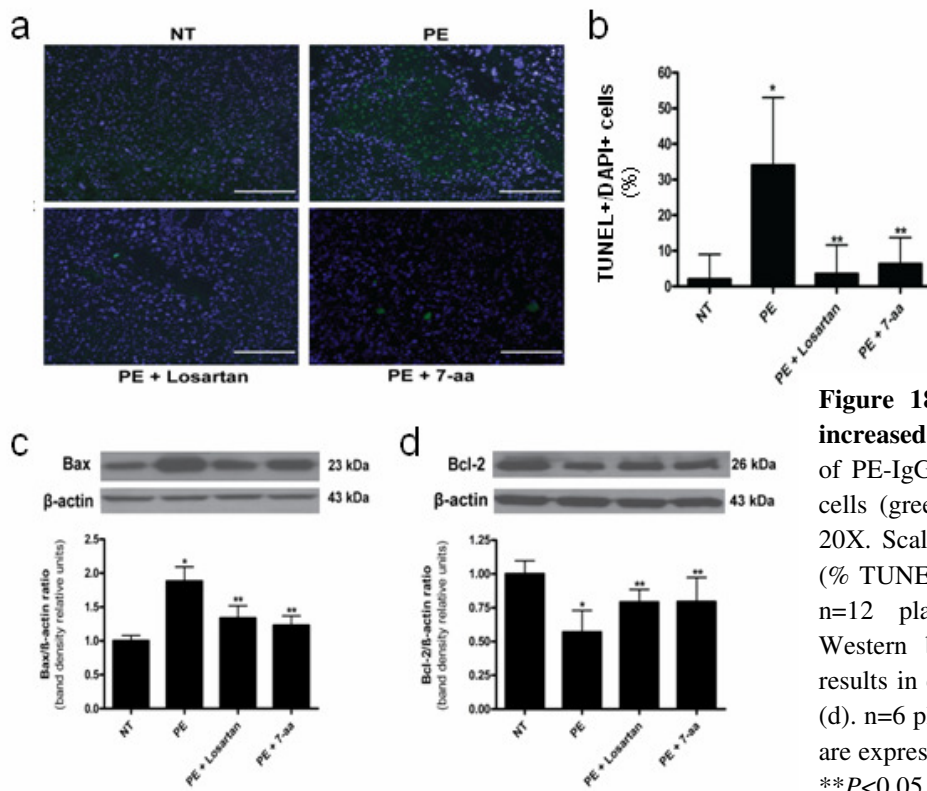 a
NT
PE
PE + Losartan
PE + 7-aa
b
TUNEL+/DAPI+ cells
(%)
60
50
40
30
20
10
0
*
**
**
NT
PE
PE + Losartan
PE + 7-aa
c
Bax
23 kDa
β-actin
43 kDa
Bax/ß-actin ratio
(band density relative units)
2.5
2.0
1.5
1.0
0.5
0.0
*
**
**
NT
PE
PE + Losartan
PE + 7-aa
d
Bcl-2
26 kDa
β-actin
43 kDa
Bcl-2/ß-actin ratio
(band density relative units)
1.25
1.00
0.75
0.50
0.25
0.00
*
**
**
NT
PE
PE + Losartan
PE + 7-aa
Figure 18
increased
of PE-IgG
cells (gree
20X. Scal
(% TUNE
n=12 pla
Western b
results in
(d). n=6 p
are expres
**P<0.05